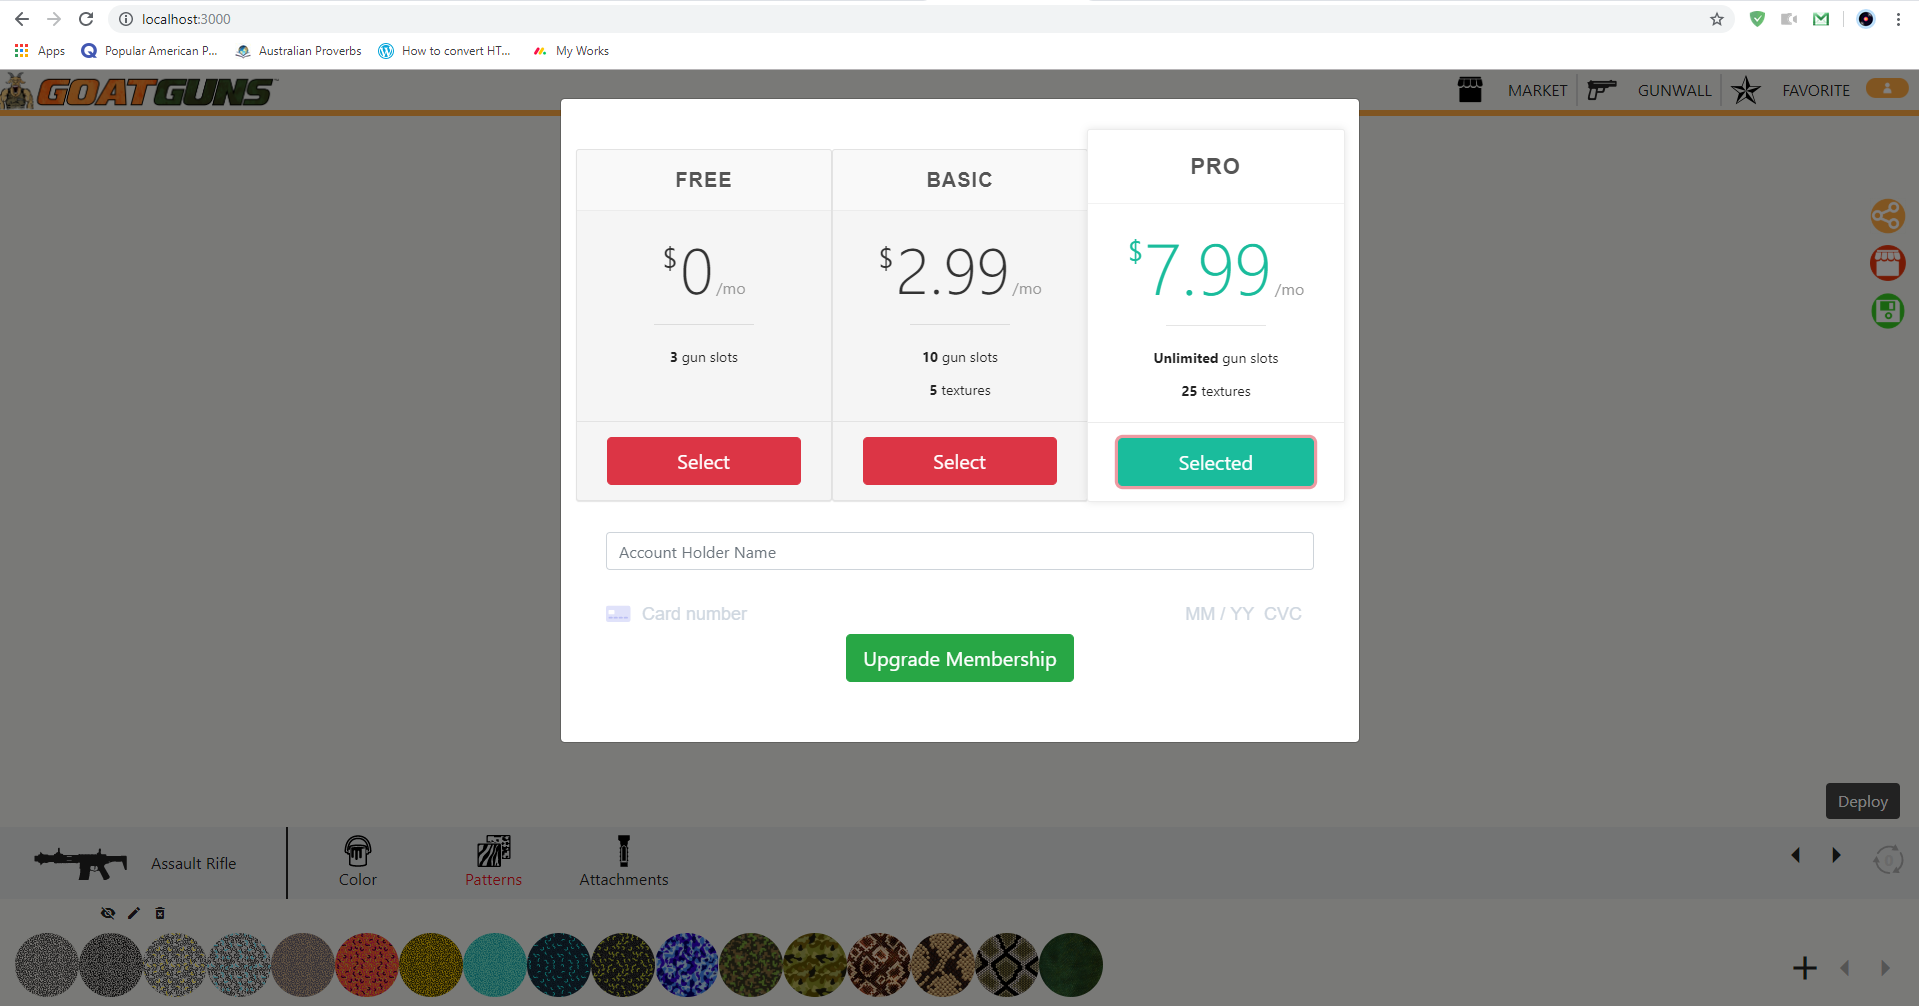 localhost:3000
Apps
Popular American P...
Australian Proverbs
How to convert HT...
My Works
GOATGUNS™
MARKET
GUNWALL
FAVORITE
FREE
$0/mo
3 gun slots
Select
BASIC
$2.99/mo
10 gun slots
5 textures
Select
PRO
$7.99/mo
Unlimited gun slots
25 textures
Selected
Account Holder Name
Card number
MM / YY CVC
Upgrade Membership
Deploy
Assault Rifle
Color
Patterns
Attachments
0